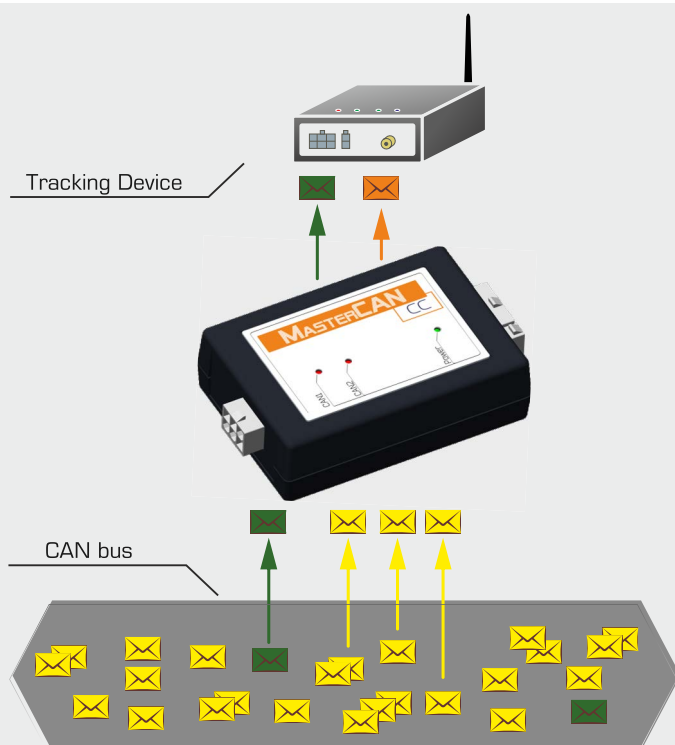 Tracking Device
MASTERCAN
CC
POWER
CAN2
CAN1
CAN bus